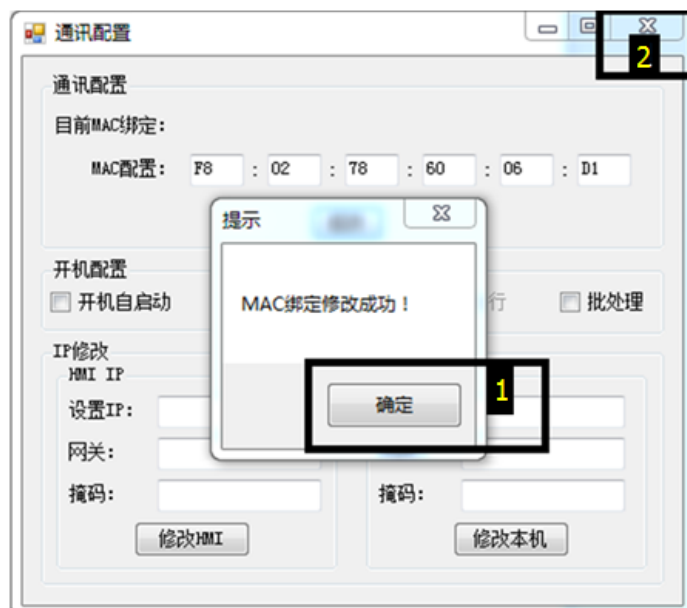 通讯配置
2
通讯配置
目前MAC绑定：
MAC配置： F8 : 02 : 78 : 60 : 06 : D1
提示
MAC绑定修改成功！
确定
1
开机配置
开机自启动
行
批处理
IP修改
HMI IP
设置IP：
网关：
掩码：
掩码：
修改HMI
修改本机